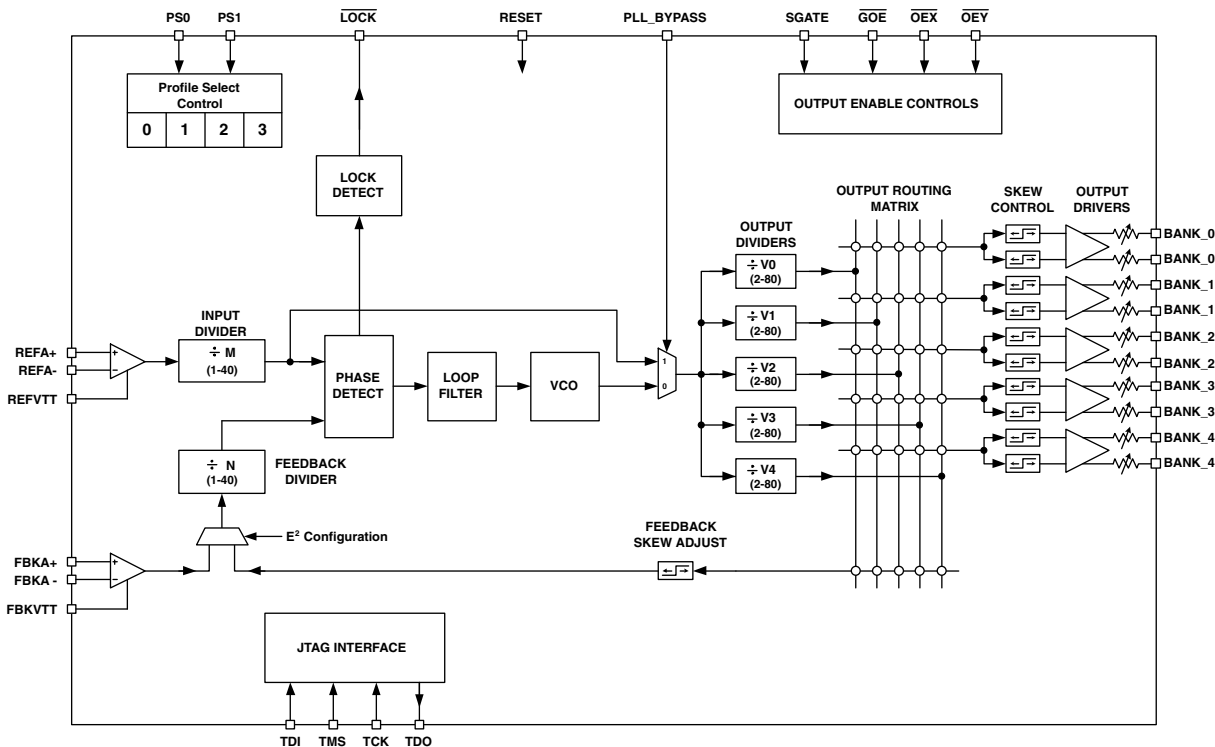 PS0 PS1 LOCK RESET PLL_BYPASS SGATE GOE OEX OEY
Profile Select
Control
0 1 2 3
OUTPUT ENABLE CONTROLS
LOCK
DETECT
OUTPUT ROUTING
MATRIX
SKEW
CONTROL
OUTPUT
DRIVERS
OUTPUT
DIVIDERS
BANK_0
BANK_0
BANK_1
BANK_1
BANK_2
BANK_2
BANK_3
BANK_3
BANK_4
BANK_4
÷ V0
(2-80)
÷ V1
(2-80)
÷ V2
(2-80)
÷ V3
(2-80)
÷ V4
(2-80)
INPUT
DIVIDER
REFA+
REFA-
REFVTT
+
−
÷ M
(1-40)
PHASE
DETECT
LOOP
FILTER
VCO
1
0
÷ N
(1-40)
FEEDBACK
DIVIDER
E² Configuration
FEEDBACK
SKEW ADJUST
FBKA+
FBKA -
FBKVTT
+
−
JTAG INTERFACE
TDI TMS TCK TDO